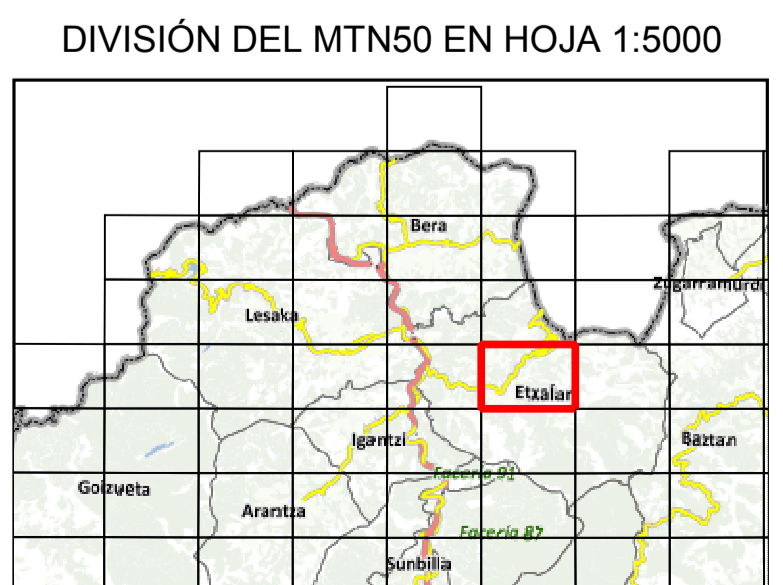 DIVISIÓN DEL MTN50 EN HOJA 1:5000
Bera
Zugarramurdi
Lesaka
Etxalar
Igantzi
Baztan
Facería 91
Goizueta
Arantza
Facería 87
Sunbilla